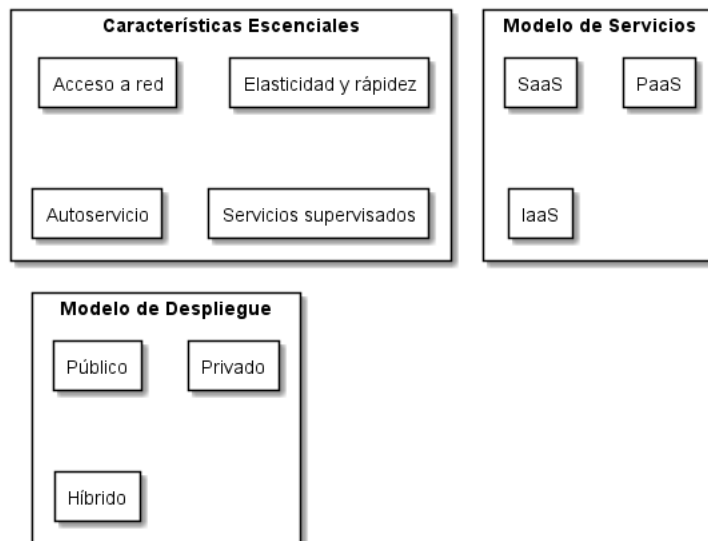 Características Escenciales
Acceso a red
Elasticidad y rápidez
Autoservicio
Servicios supervisados
Modelo de Servicios
SaaS
PaaS
IaaS
Modelo de Despliegue
Público
Privado
Híbrido